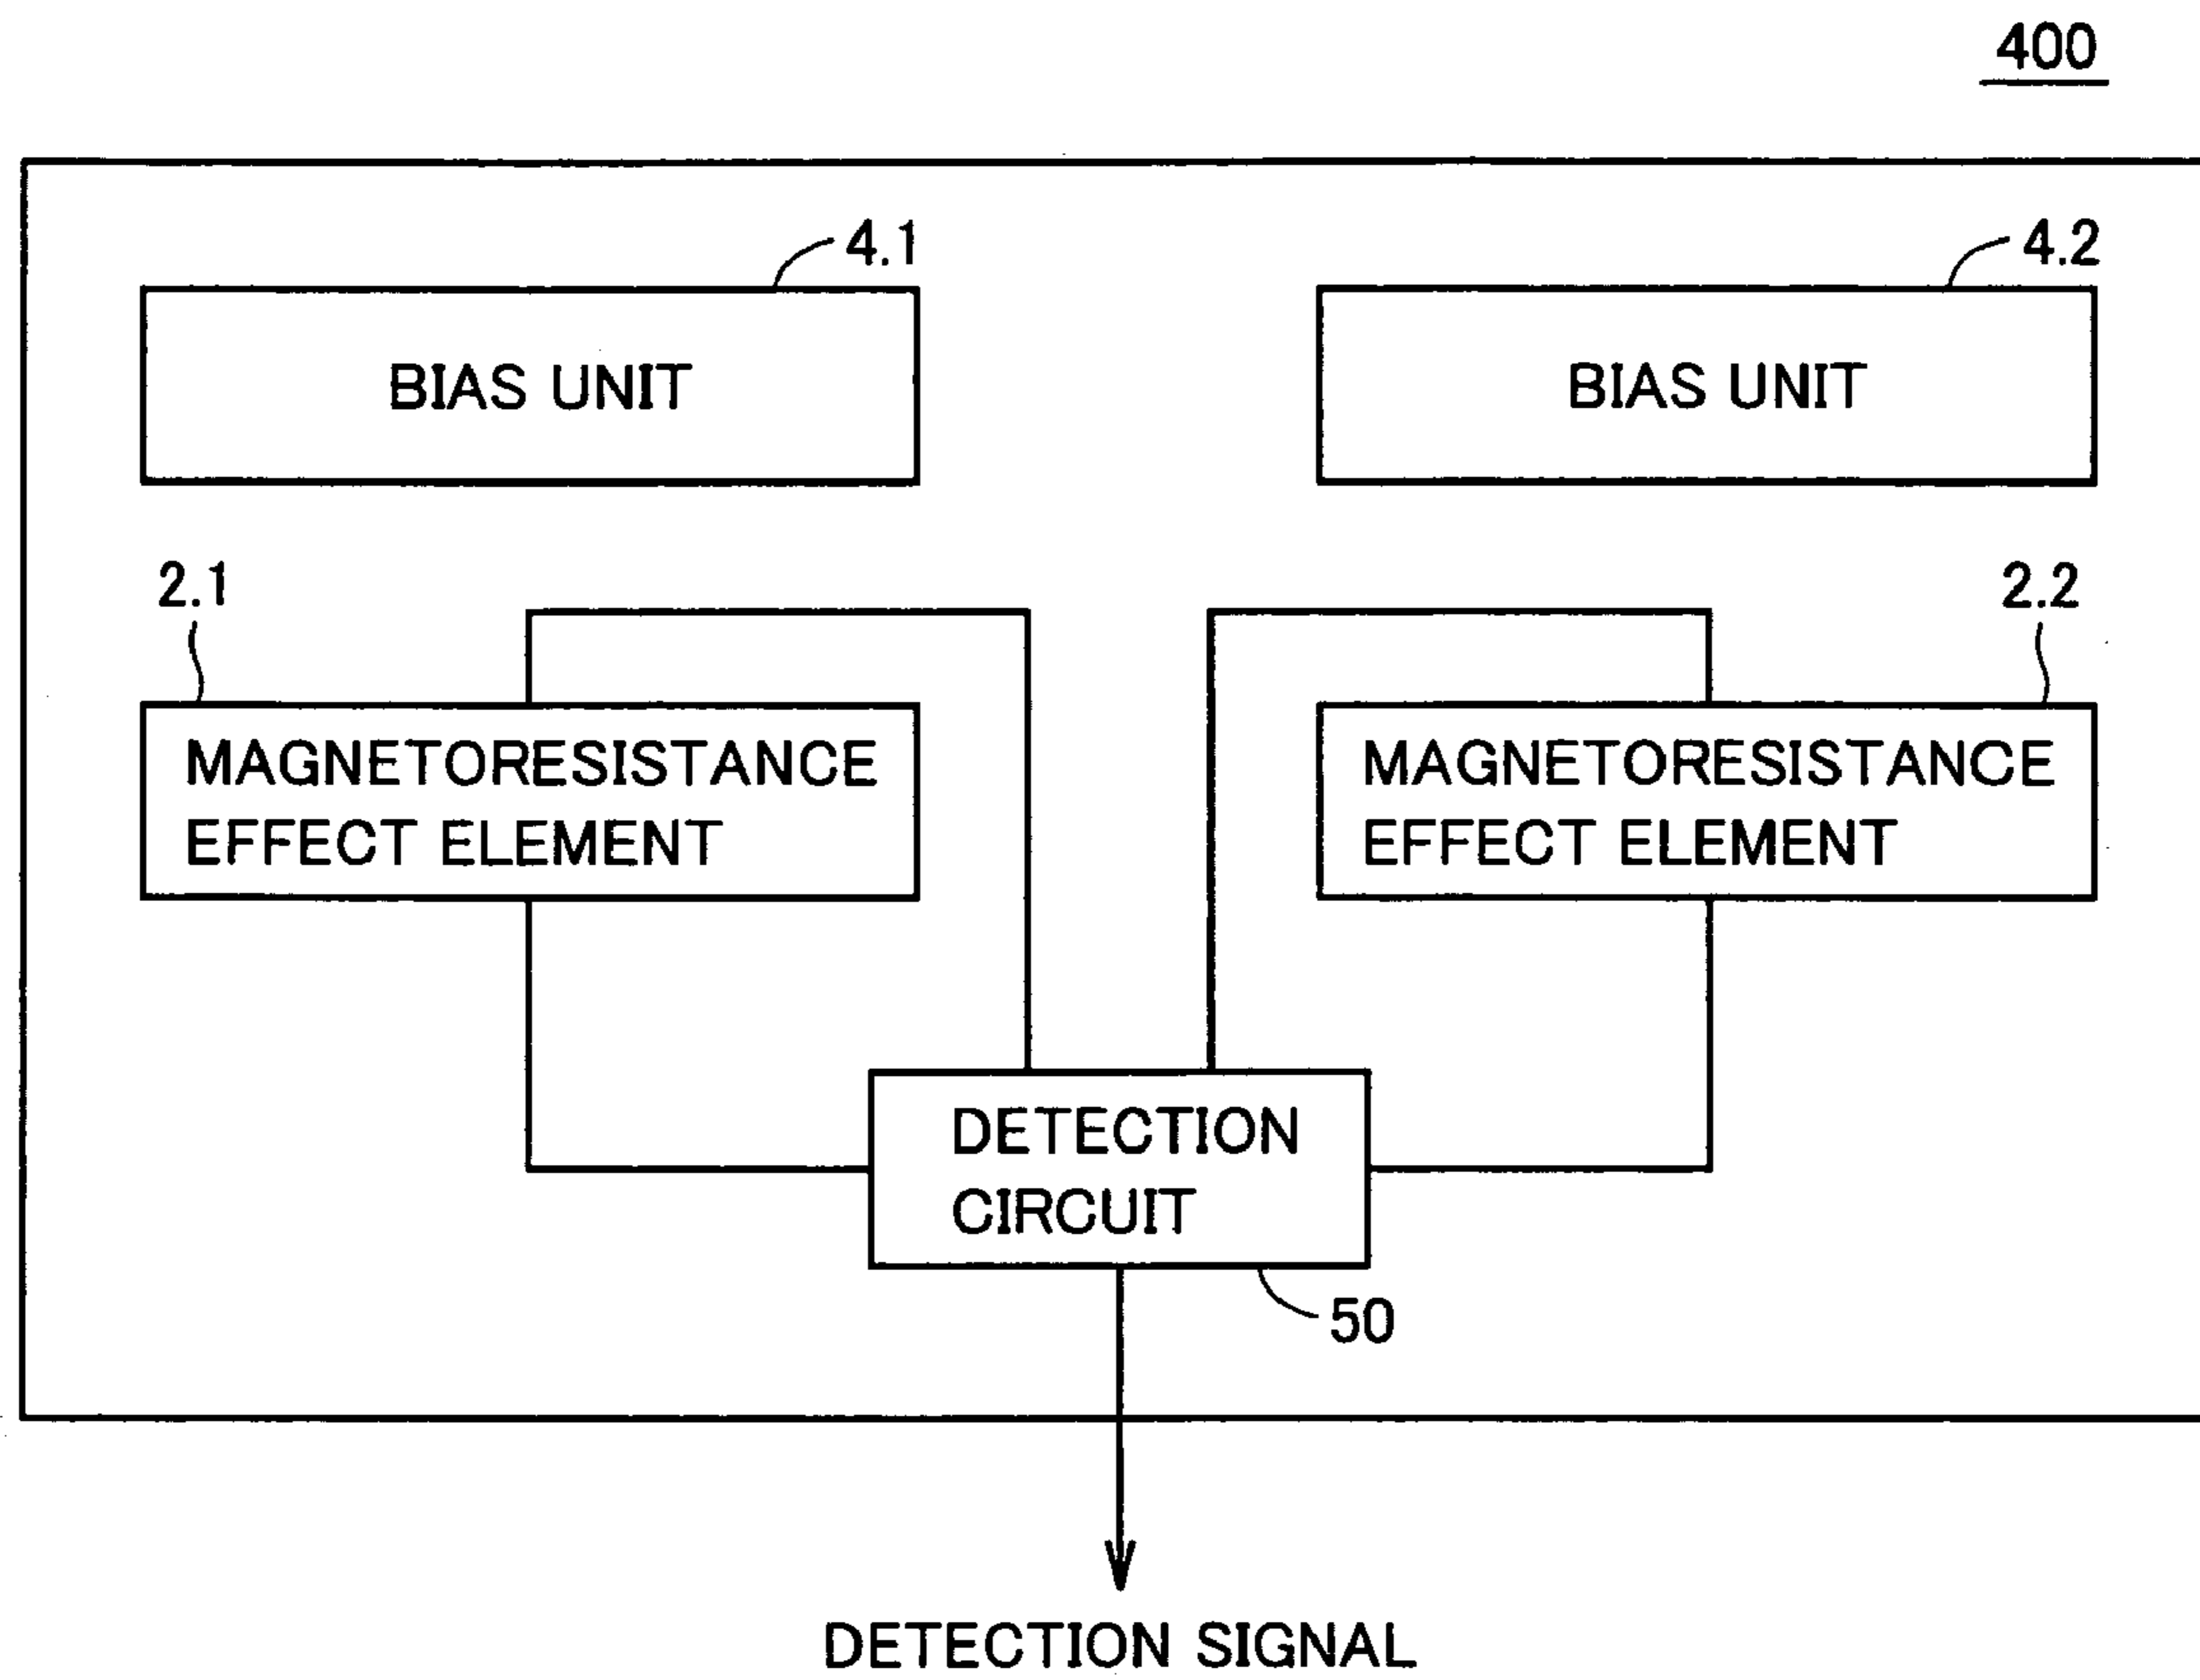 400
4.1
4.2
BIAS UNIT
BIAS UNIT
2.1
2.2
MAGNETORESISTANCE
EFFECT ELEMENT
MAGNETORESISTANCE
EFFECT ELEMENT
DETECTION
CIRCUIT
50
DETECTION SIGNAL